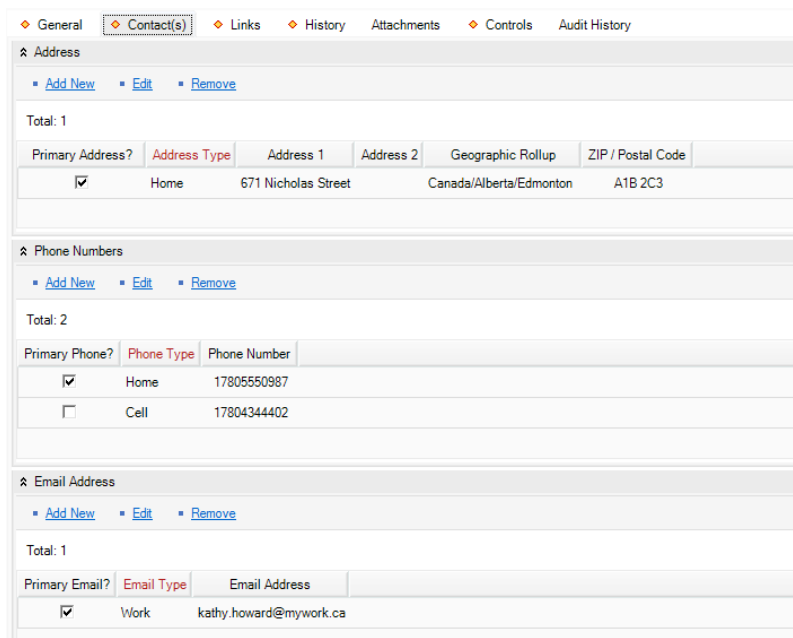 General Contact(s) Links History Attachments Controls Audit History
Address
Add New Edit Remove
Total: 1
Primary Address? Address Type Address 1 Address 2 Geographic Rollup ZIP / Postal Code
Home 671 Nicholas Street Canada/Alberta/Edmonton A1B 2C3
Phone Numbers
Add New Edit Remove
Total: 2
Primary Phone? Phone Type Phone Number
Home 17805550987
Cell 17804344402
Email Address
Add New Edit Remove
Total: 1
Primary Email? Email Type Email Address
Work kathy.howard@mywork.ca